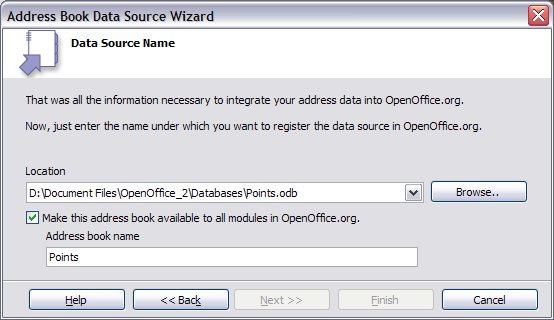 Address Book Data Source Wizard
Data Source Name
That was all the information necessary to integrate your address data into OpenOffice.org.
Now, just enter the name under which you want to register the data source in OpenOffice.org.
Location
D:\Document Files\OpenOffice_2\Databases\Points.odb
Browse..
Make this address book available to all modules in OpenOffice.org.
Address book name
Points
Help
<< Back
Next >>
Finish
Cancel